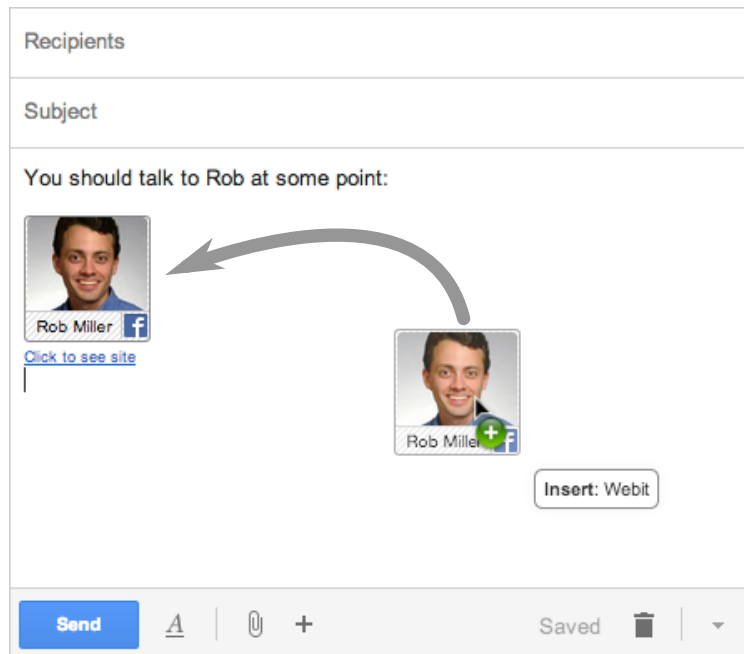 Recipients
Subject
You should talk to Rob at some point:
Rob Miller f
Click to see site
Rob Mille f
Insert: Webit
Send A Saved